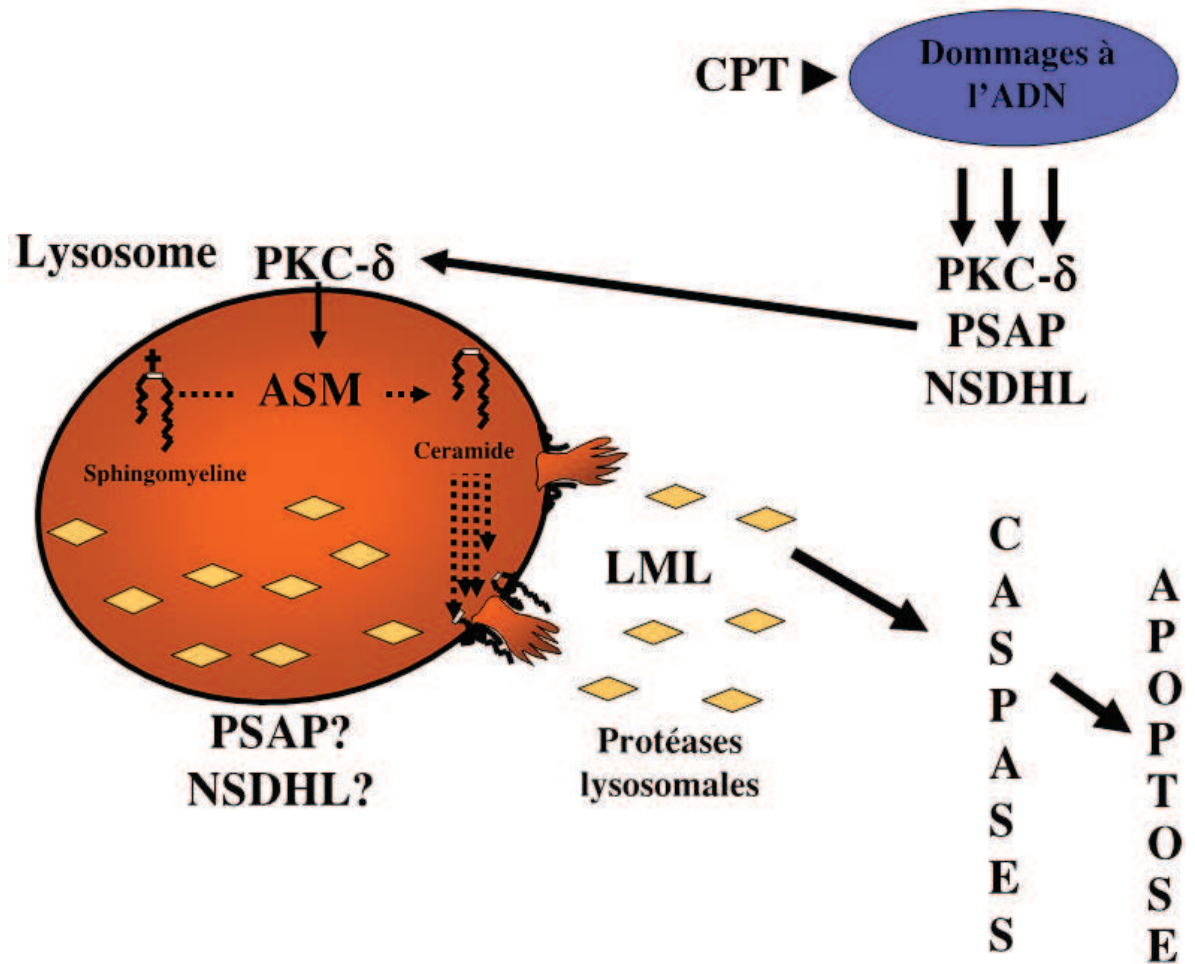 CPT
Dommages à
l'ADN
PKC-δ
PSAP
NSDHL
Lysosome
PKC-δ
ASM
Sphingomyeline
Ceramide
LML
Protéases
lysosomales
PSAP?
NSDHL?
CASPASES
APOPTOSE